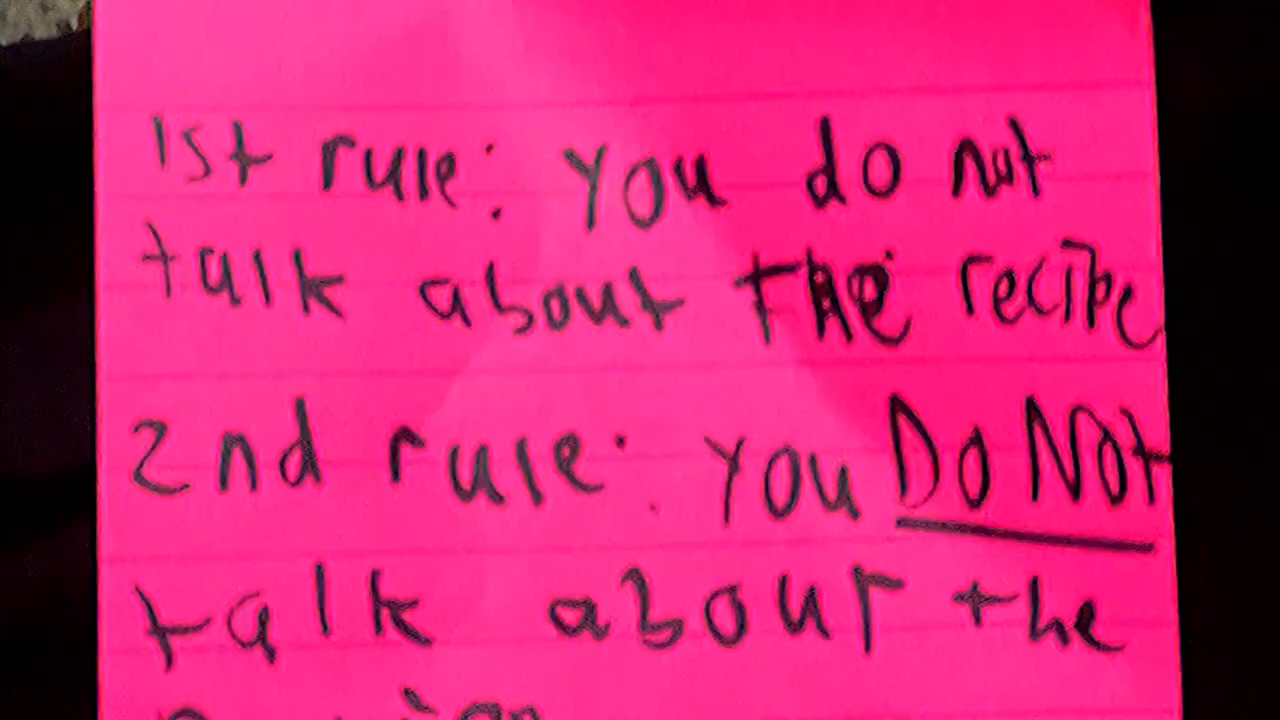 1st rule: you do not
talk about the recipe
2nd rule: you DO NOT
talk about the